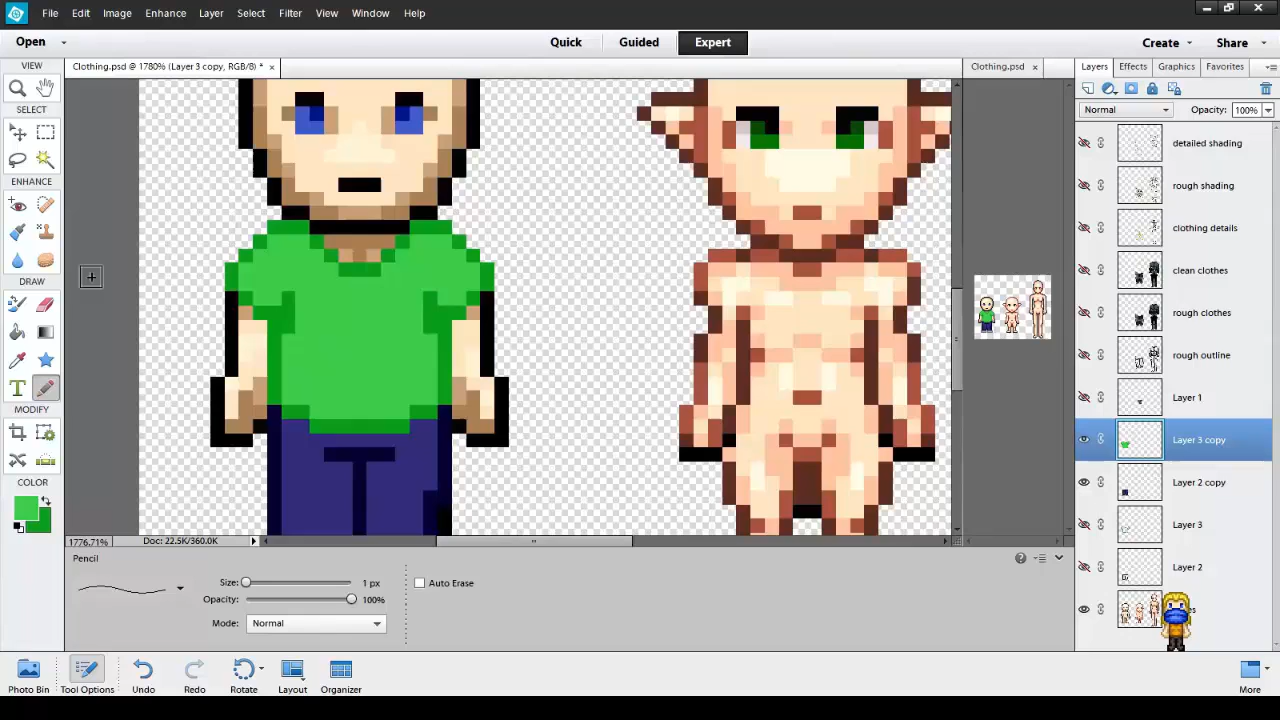 File Edit Image Enhance Layer Select Filter View Window Help
Open Quick Guided Expert Create Share
VIEW
Clothing.psd @ 1780% (Layer 3 copy, RGB/8) * ×
Clothing.psd ×
Layers Effects Graphics Favorites
Normal Opacity: 100%
SELECT
ENHANCE
DRAW
T
MODIFY
COLOR
detailed shading
rough shading
clothing details
clean clothes
rough clothes
rough outline
Layer 1
Layer 3 copy
Layer 2 copy
Layer 3
Layer 2
1776.71% Doc: 22.5K/360.0K
Pencil
Size: 1 px
Auto Erase
Opacity: 100%
Mode: Normal
Photo Bin Tool Options Undo Redo Rotate Layout Organizer More